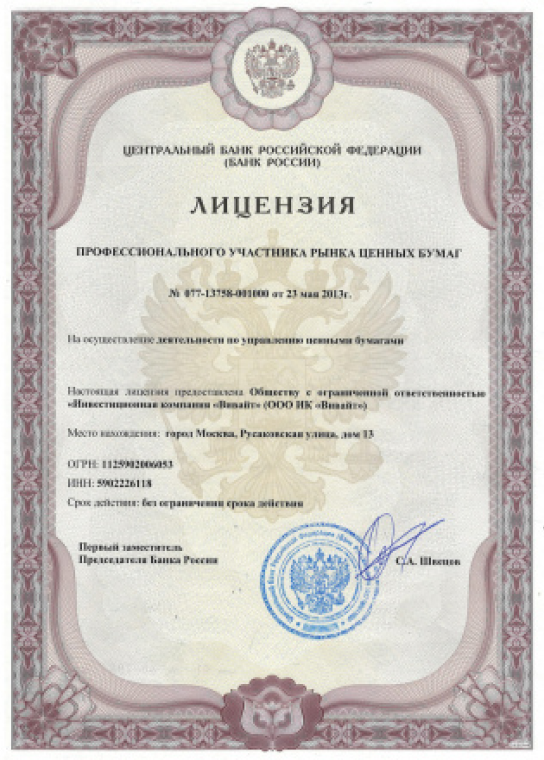 ЦЕНТРАЛЬНЫЙ БАНК РОССИЙСКОЙ ФЕДЕРАЦИИ
(БАНК РОССИИ)
ЛИЦЕНЗИЯ
ПРОФЕССИОНАЛЬНОГО УЧАСТНИКА РЫНКА ЦЕННЫХ БУМАГ
№ 077-13758-001000 от 23 мая 2013г.
На осуществление деятельности по управлению ценными бумагами
Настоящая лицензия предоставлена Обществу с ограниченной ответственностью
«Инвестиционная компания «Вивайт» (ООО ИК «Вивайт»)
Место нахождения: город Москва, Русаковская улица, дом 13
ОГРН: 1125902006053
ИНН: 5902226118
Срок действия: без ограничения срока действия
Первый заместитель
Председателя Банка России
С.А. Швецов